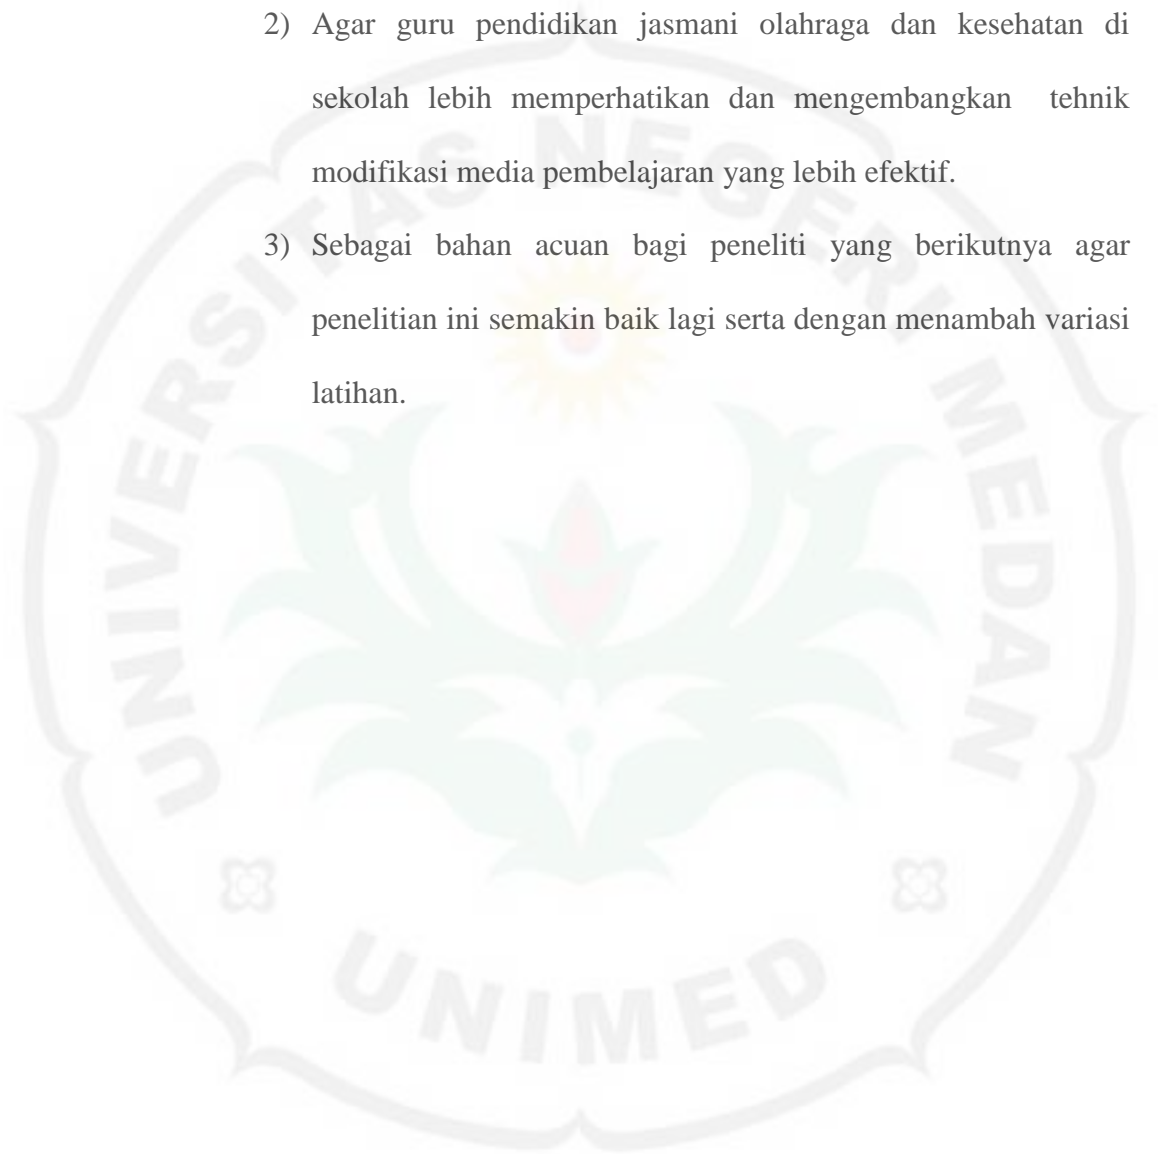 2) Agar guru pendidikan jasmani olahraga dan kesehatan di
sekolah lebih memperhatikan dan mengembangkan tehnik
modifikasi media pembelajaran yang lebih efektif.
3) Sebagai bahan acuan bagi peneliti yang berikutnya agar
penelitian ini semakin baik lagi serta dengan menambah variasi
latihan.
UNIVERSITAS NEGERI MEDAN
UNIMED